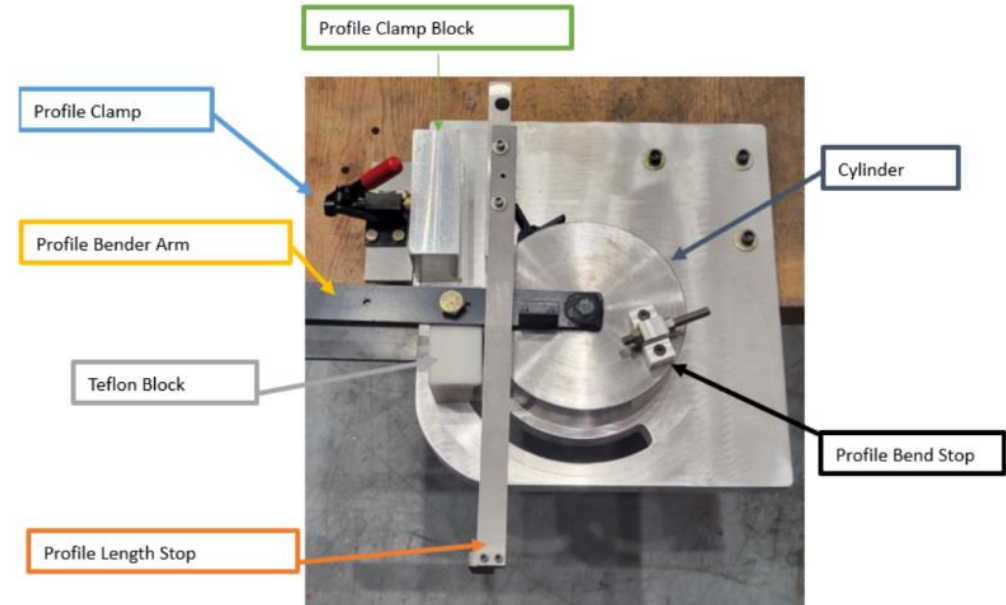 Profile Clamp Block
Profile Clamp
Cylinder
Profile Bender Arm
Teflon Block
Profile Bend Stop
Profile Length Stop